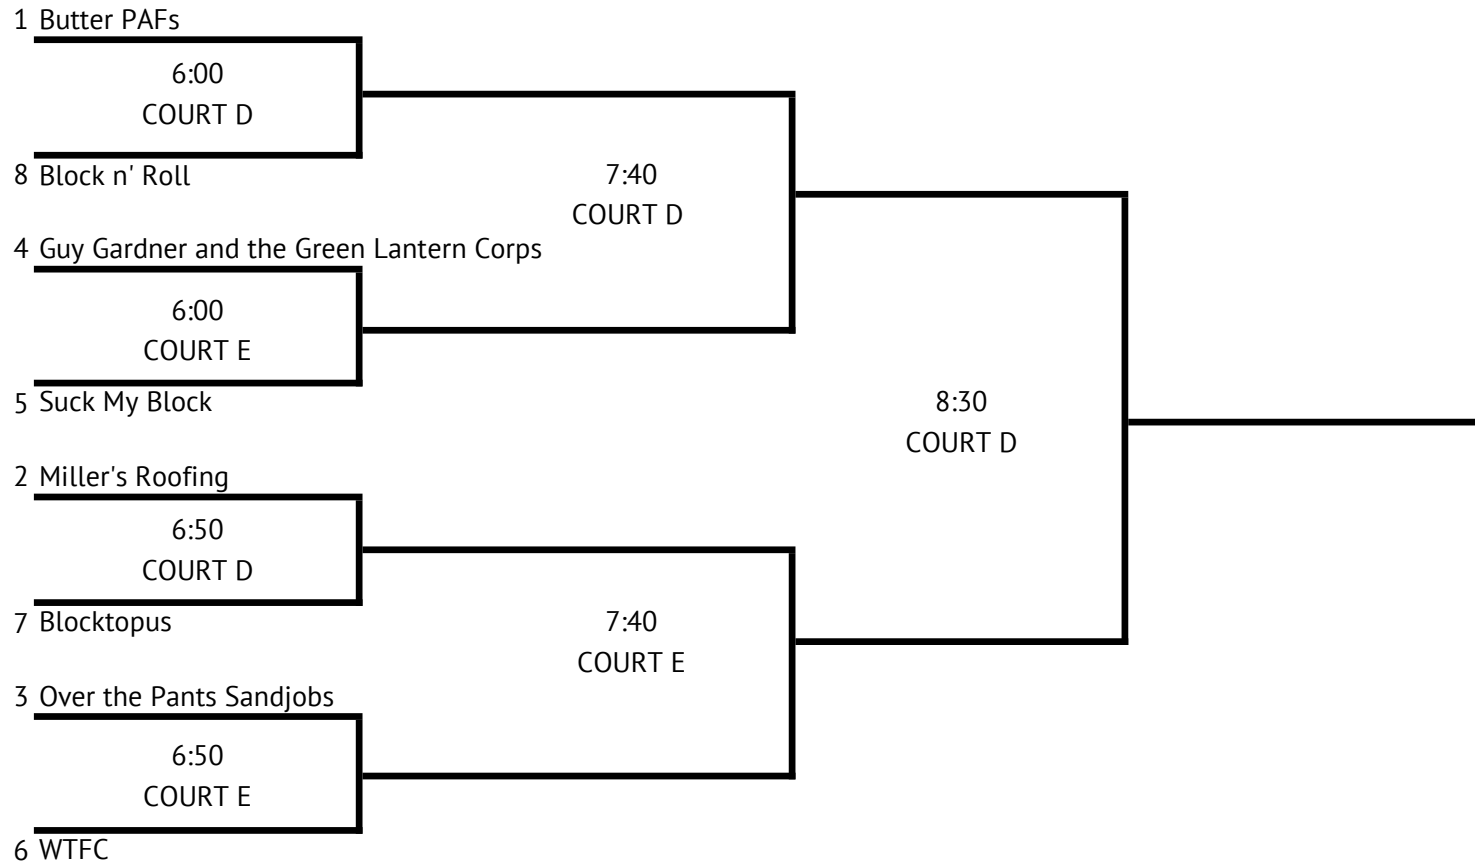 1 Butter PAFs
6:00
COURT D
8 Block n' Roll
7:40
COURT D
4 Guy Gardner and the Green Lantern Corps
6:00
COURT E
5 Suck My Block
8:30
COURT D
2 Miller's Roofing
6:50
COURT D
7 Blocktopus
7:40
COURT E
3 Over the Pants Sandjobs
6:50
COURT E
6 WTFC